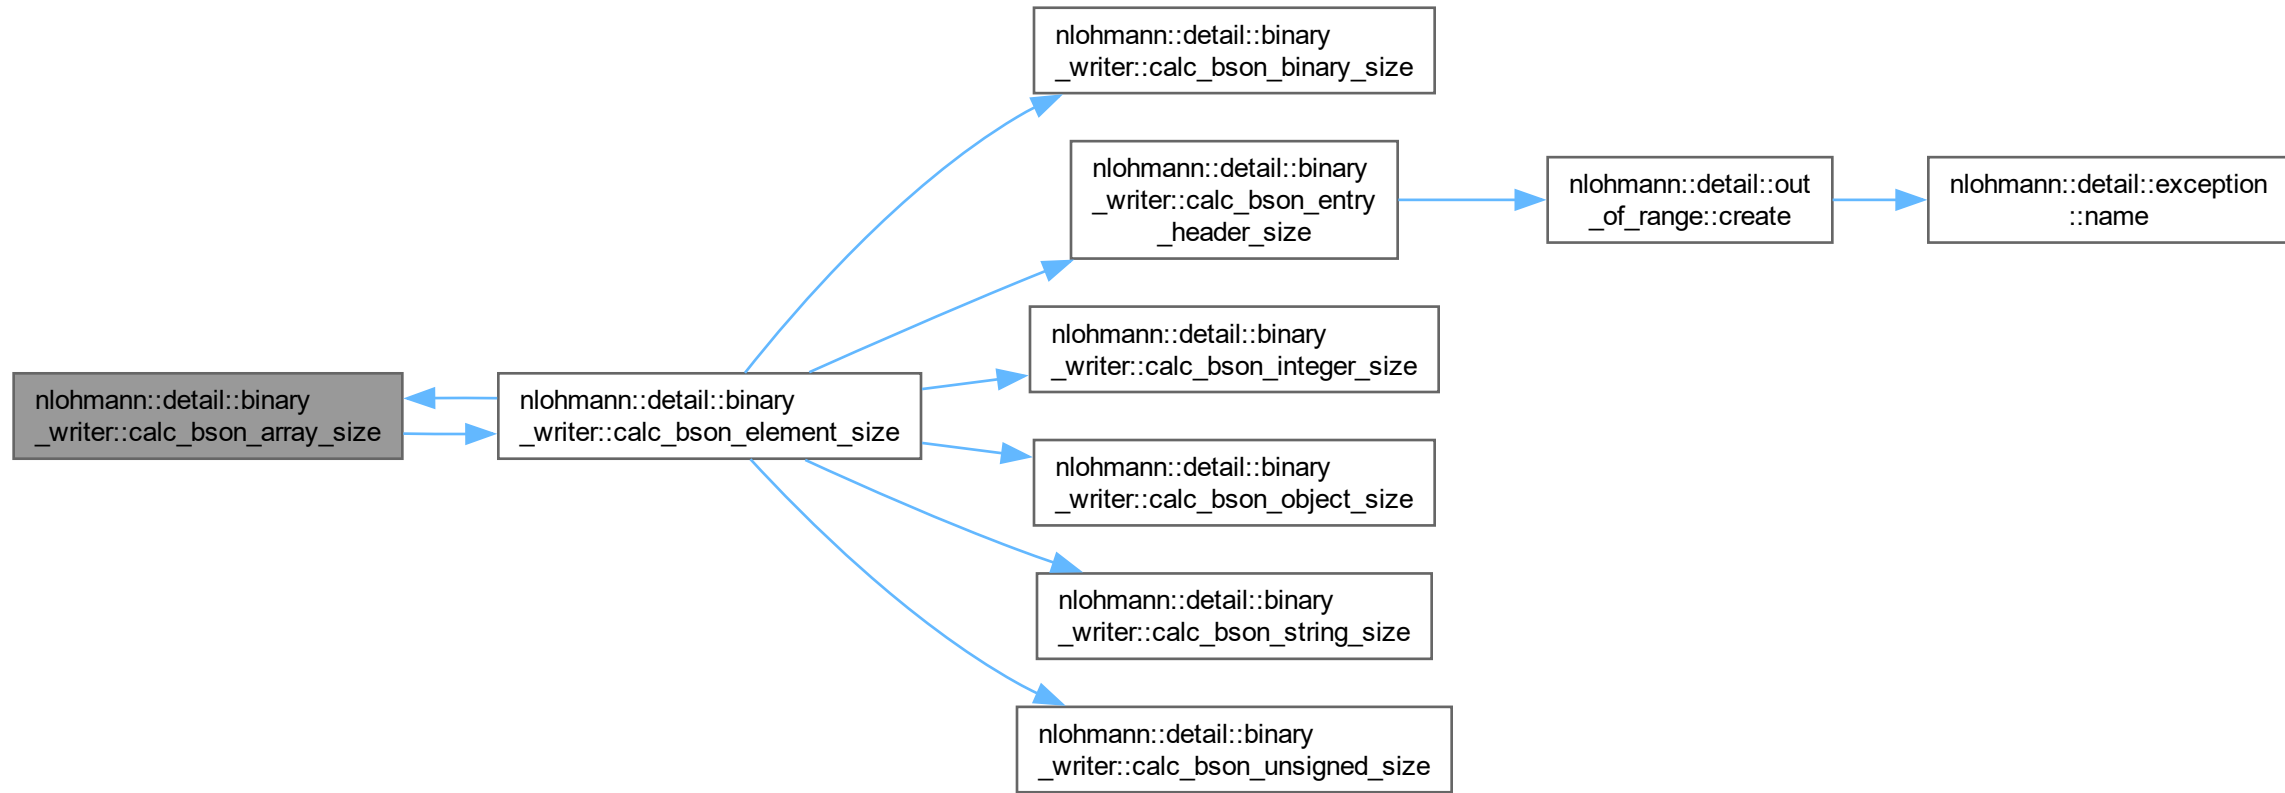 nlohmann::detail::binary
_writer::calc_bson_array_size
nlohmann::detail::binary
_writer::calc_bson_element_size
nlohmann::detail::binary
_writer::calc_bson_binary_size
nlohmann::detail::binary
_writer::calc_bson_entry
_header_size
nlohmann::detail::out
_of_range::create
nlohmann::detail::exception
::name
nlohmann::detail::binary
_writer::calc_bson_integer_size
nlohmann::detail::binary
_writer::calc_bson_object_size
nlohmann::detail::binary
_writer::calc_bson_string_size
nlohmann::detail::binary
_writer::calc_bson_unsigned_size